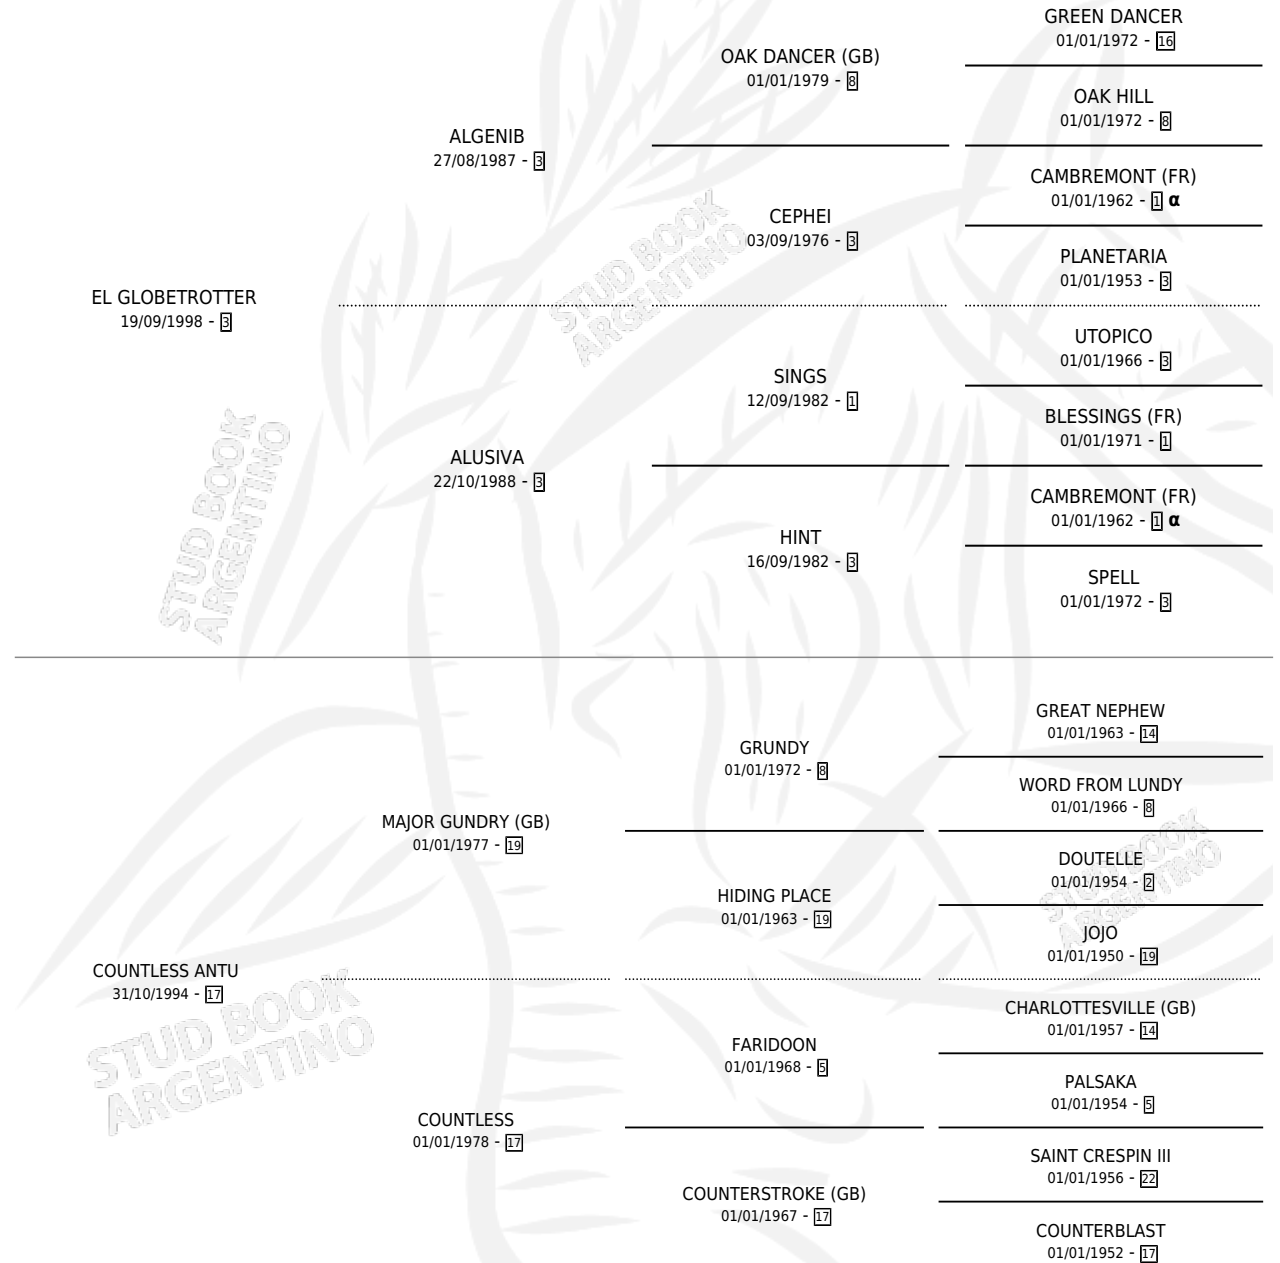 GREEN DANCER
01/01/1972 - 16
OAK DANCER (GB)
01/01/1979 - 8
OAK HILL
01/01/1972 - 8
ALGENIB
27/08/1987 - 3
CAMBREMONT (FR)
01/01/1962 - 1 α
CEPHEI
03/09/1976 - 3
PLANETARIA
01/01/1953 - 3
EL GLOBETROTTER
19/09/1998 - 3
UTOPICO
01/01/1966 - 3
SINGS
12/09/1982 - 1
BLESSINGS (FR)
01/01/1971 - 1
ALUSIVA
22/10/1988 - 3
CAMBREMONT (FR)
01/01/1962 - 1 α
HINT
16/09/1982 - 3
SPELL
01/01/1972 - 3
STUD BOOK
ARGENTINO
STUD BOOK
ARGENTINO
GREAT NEPHEW
01/01/1963 - 14
GRUNDY
01/01/1972 - 8
WORD FROM LUNDY
01/01/1966 - 8
MAJOR GUNDRY (GB)
01/01/1977 - 19
DOUTELLE
01/01/1954 - 2
HIDING PLACE
01/01/1963 - 19
JOJO
01/01/1950 - 19
COUNTLESS ANTU
31/10/1994 - 17
CHARLOTTESVILLE (GB)
01/01/1957 - 14
FARIDOON
01/01/1968 - 5
PALSAKA
01/01/1954 - 5
COUNTLESS
01/01/1978 - 17
SAINT CRESPIN III
01/01/1956 - 22
COUNTERSTROKE (GB)
01/01/1967 - 17
COUNTERBLAST
01/01/1952 - 17
STUD BOOK
ARGENTINO
STUD BOOK
ARGENTINO